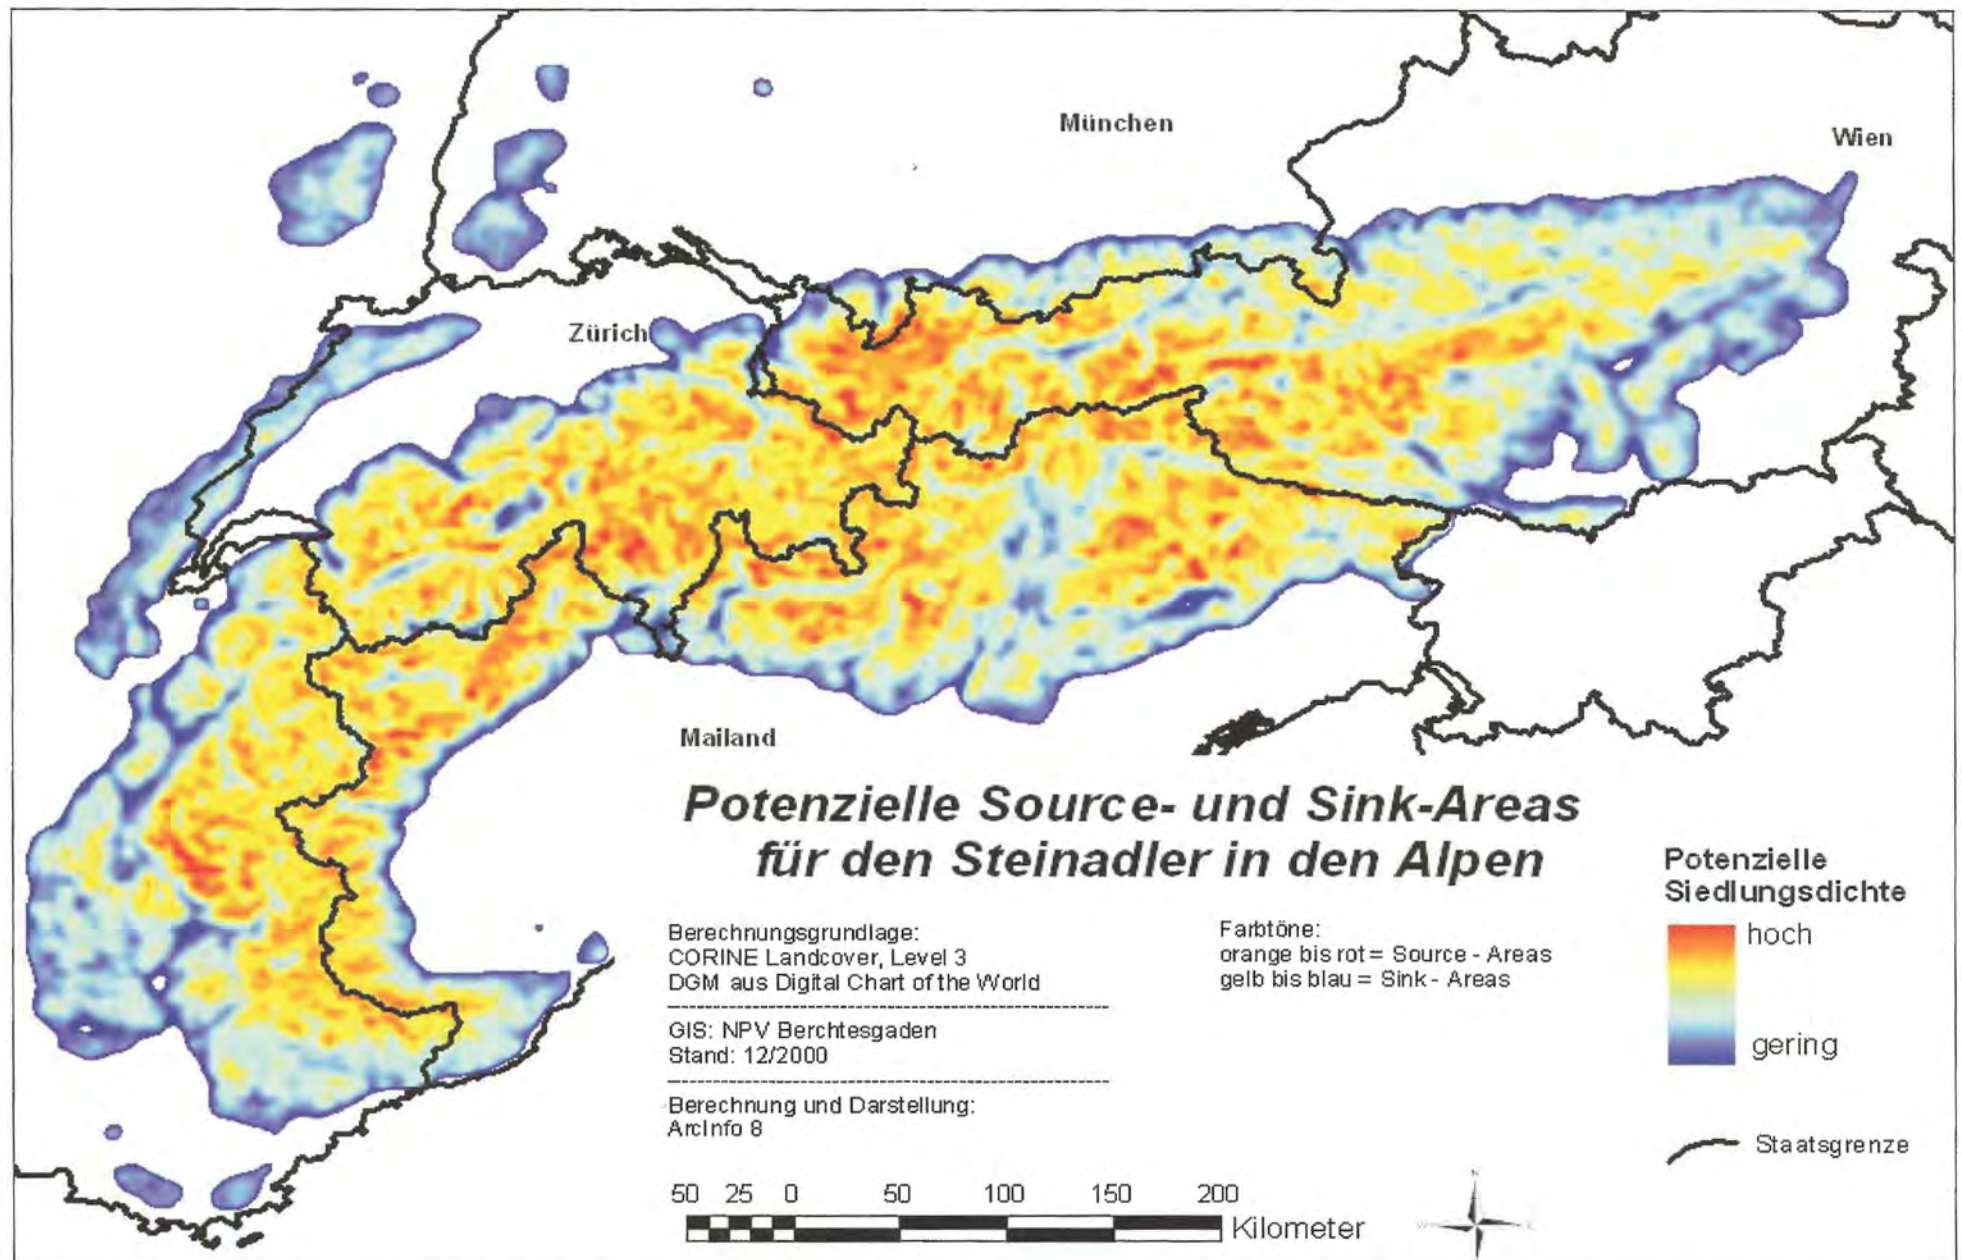 München
Wien
Zürich
Mailand
Potenzielle Source- und Sink-Areas
für den Steinadler in den Alpen
Berechnungsgrundlage:
CORINE Landcover, Level 3
DGM aus Digital Chart of the World
GIS: NPV Berchtesgaden
Stand: 12/2000
Berechnung und Darstellung:
ArcInfo 8
Farbtöne:
orange bis rot = Source - Areas
gelb bis blau = Sink - Areas
Potenzielle
Siedlungsdichte
hoch
gering
Staatsgrenze
50 25 0 50 100 150 200
Kilometer